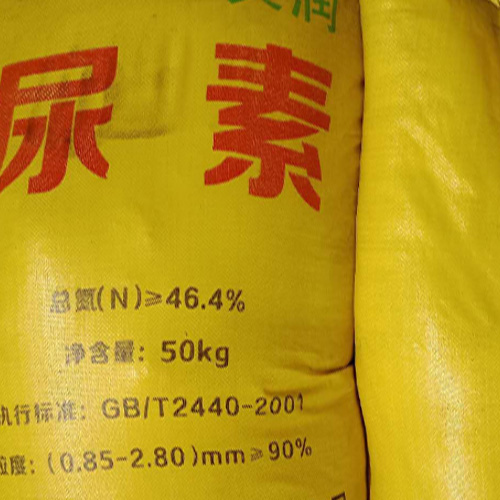 润
尿素
总氮(N)≥46.4%
净含量：50kg
执行标准：GB/T2440-2001
粒度：(0.85-2.80)mm≥90%